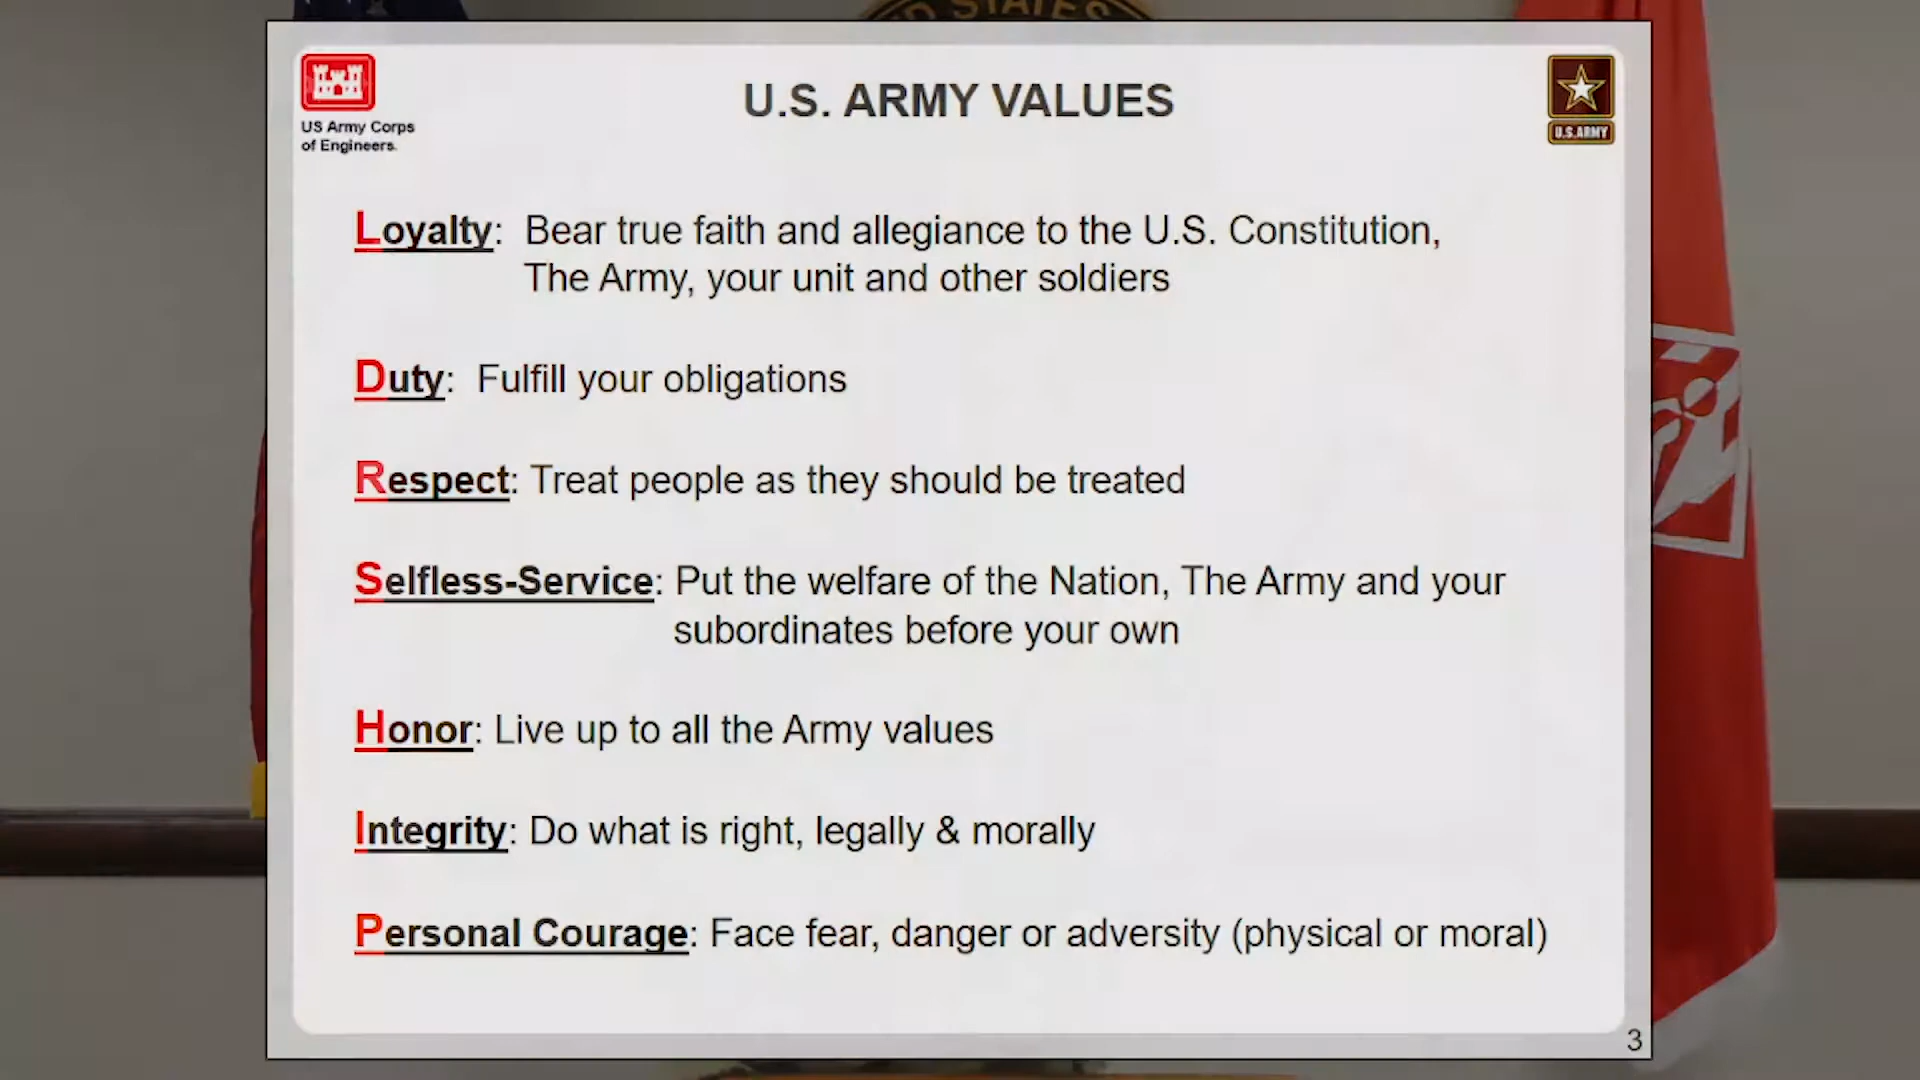 D STATES
US Army Corps
of Engeers.
U.S. ARMY VALUES
U.S.ARMY
Loyalty: Bear true faith and allegiance to the U.S. Constitution,
The Army, your unit and other soldiers
Duty: Fulfill your obligations
Respect: Treat people as they should be treated
Selfless-Service: Put the welfare of the Nation, The Army and your
subordinates before your own
Honor: Live up to all the Army values
Integrity: Do what is right, legally & morally
Personal Courage: Face fear, danger or adversity (physical or moral)
3